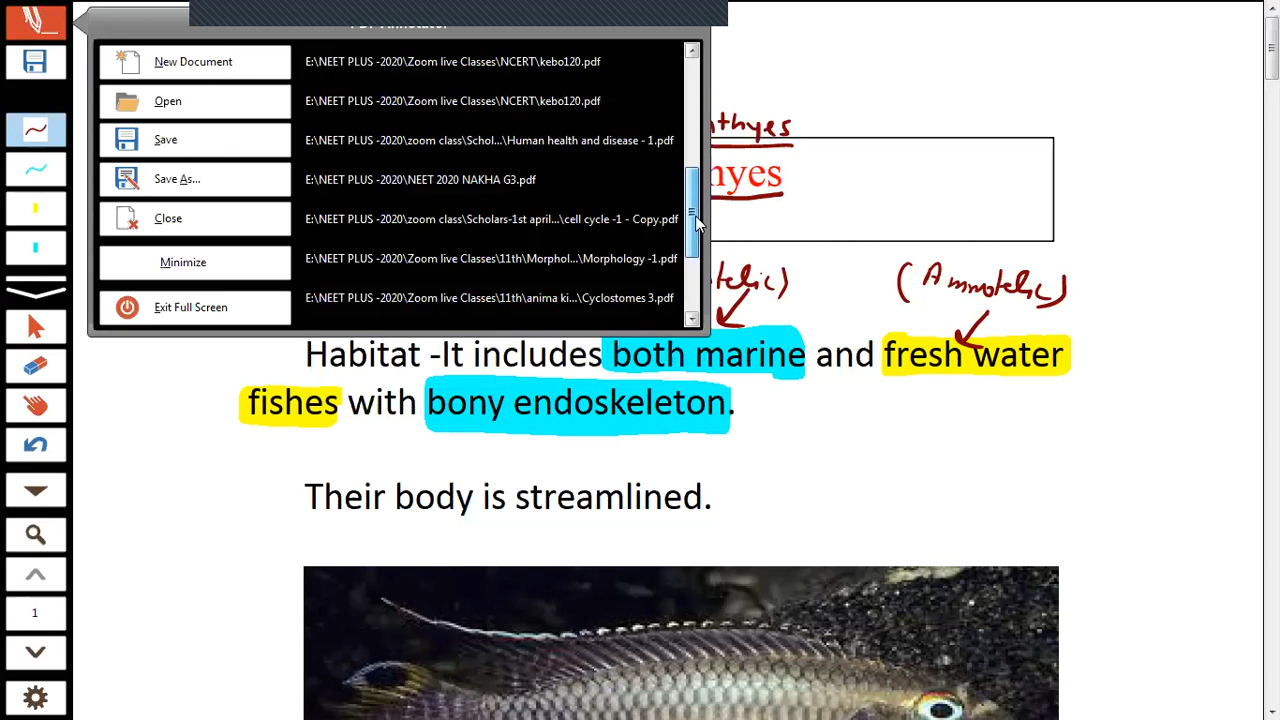 New Document
E:\NEET PLUS -2020\Zoom live Classes\NCERT\kebo120.pdf
Open
E:\NEET PLUS -2020\Zoom live Classes\NCERT\kebo120.pdf
Save
E:\NEET PLUS -2020\zoom class\Schol...\Human health and disease - 1.pdf
Save As...
E:\NEET PLUS -2020\NEET 2020 NAKHA G3.pdf
Close
E:\NEET PLUS -2020\zoom class\Scholars-1st april...\cell cycle -1 - Copy.pdf
Minimize
E:\NEET PLUS -2020\Zoom live Classes\11th\Morphol...\Morphology -1.pdf
Exit Full Screen
E:\NEET PLUS -2020\Zoom live Classes\11th\anima ki...\Cyclostomes 3.pdf
thyes
hyes
telic)
(Ammotelic)
Habitat -It includes both marine and fresh water
fishes with bony endoskeleton.
Their body is streamlined.
1